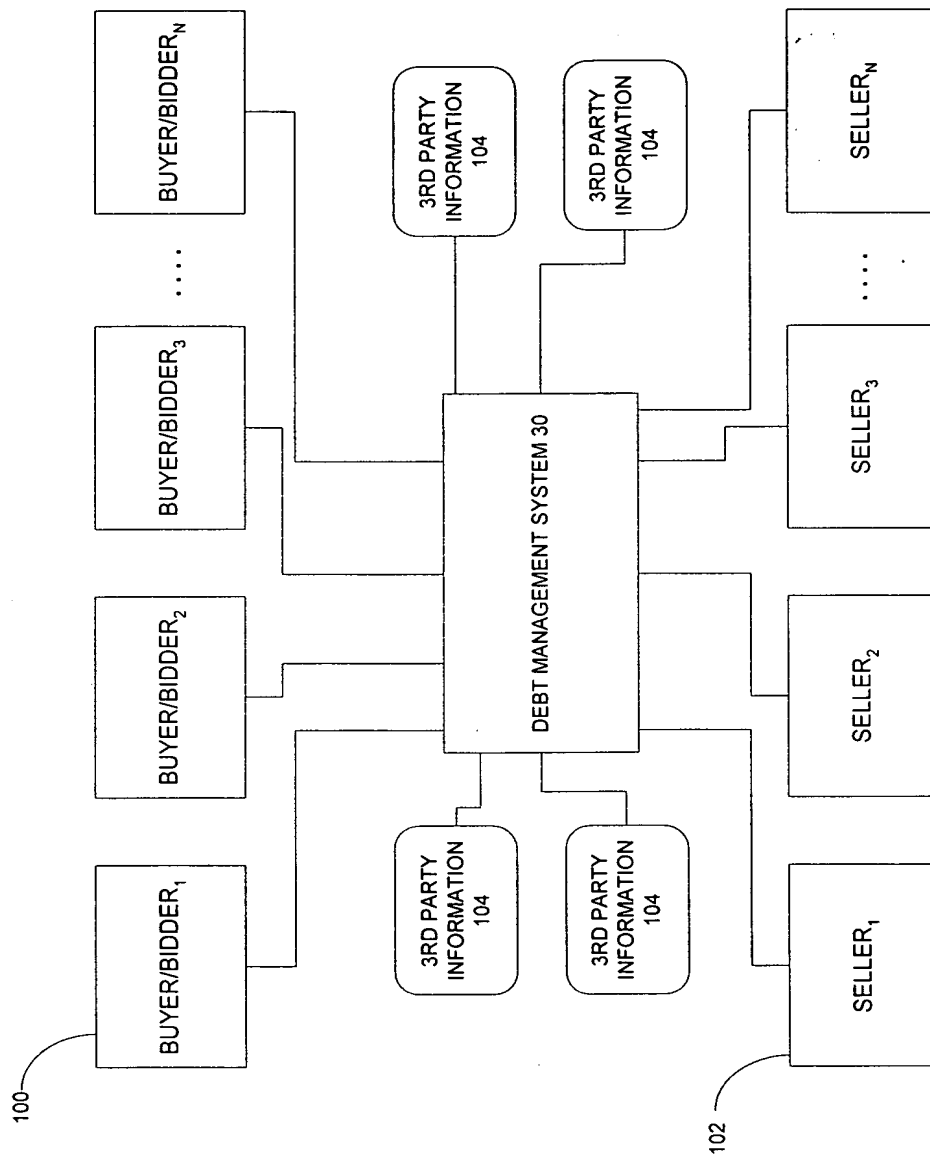 100
BUYER/BIDDER₁
BUYER/BIDDER₂
BUYER/BIDDER₃
. . . .
BUYER/BIDDERN
3RD PARTY
INFORMATION
104
3RD PARTY
INFORMATION
104
DEBT MANAGEMENT SYSTEM 30
3RD PARTY
INFORMATION
104
3RD PARTY
INFORMATION
104
102
SELLER₁
SELLER₂
SELLER₃
. . . .
SELLERN